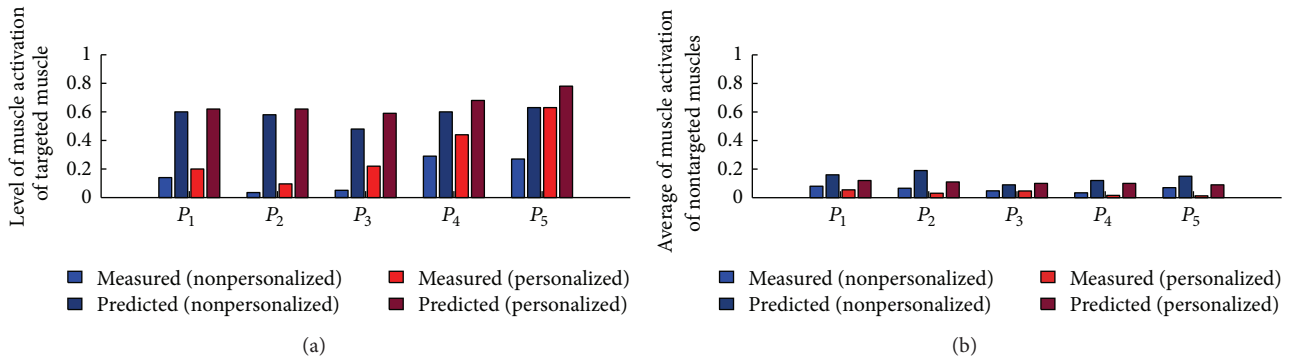 Level of muscle activation
of targeted muscle
1
0.8
0.6
0.4
0.2
0
P1
P2
P3
P4
P5
Measured (nonpersonalized)
Predicted (nonpersonalized)
Measured (personalized)
Predicted (personalized)
(a)
Average of muscle activation
of nontargeted muscles
1
0.8
0.6
0.4
0.2
0
P1
P2
P3
P4
P5
Measured (nonpersonalized)
Predicted (nonpersonalized)
Measured (personalized)
Predicted (personalized)
(b)